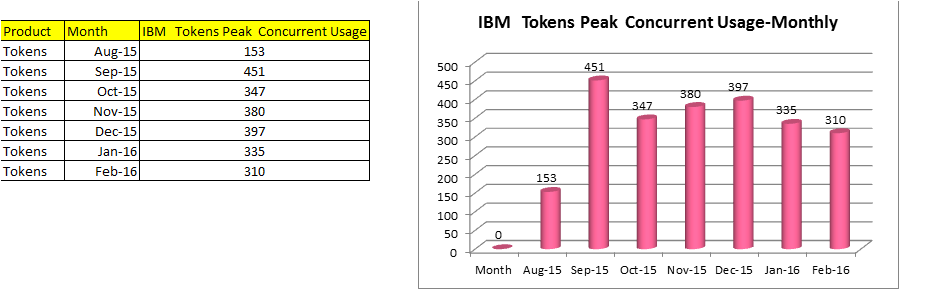 Product Month IBM Tokens Peak Concurrent Usage
Tokens Aug-15 153
Tokens Sep-15 451
Tokens Oct-15 347
Tokens Nov-15 380
Tokens Dec-15 397
Tokens Jan-16 335
Tokens Feb-16 310
IBM Tokens Peak Concurrent Usage-Monthly
500
450
400
350
300
250
200
150
100
50
0
0 153 451 347 380 397 335 310
Month Aug-15 Sep-15 Oct-15 Nov-15 Dec-15 Jan-16 Feb-16